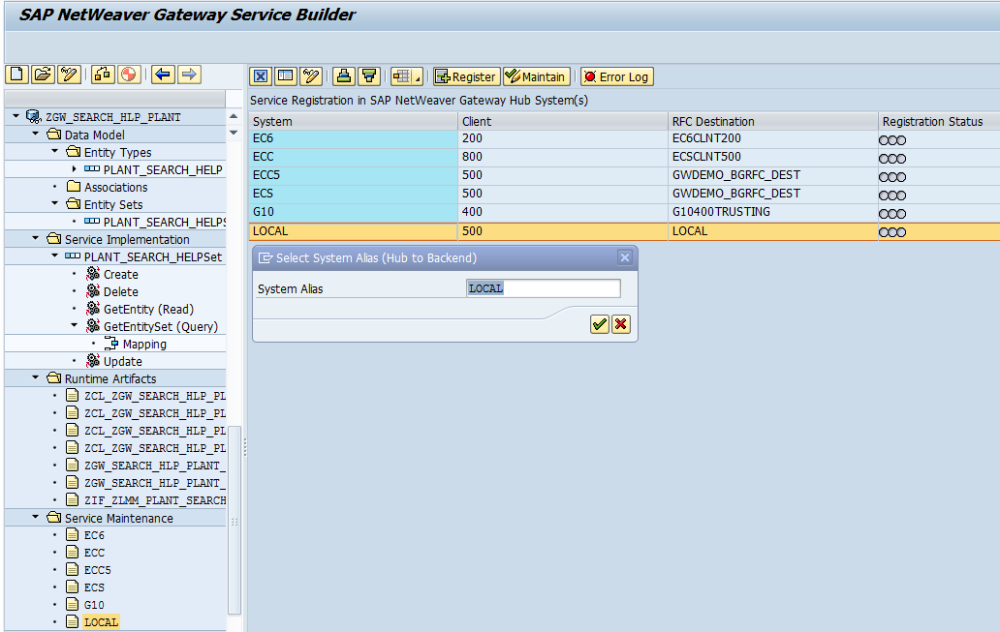 SAP NetWeaver Gateway Service Builder
Register
Maintain
Error Log
Service Registration in SAP NetWeaver Gateway Hub System(s)
System Client RFC Destination Registration Status
EC6 200 EC6CLNT200
ECC 800 ECSCLNT500
ECC5 500 GWDEMO_BGRFC_DEST
ECS 500 GWDEMO_BGRFC_DEST
G10 400 G10400TRUSTING
LOCAL 500 LOCAL
Select System Alias (Hub to Backend)
System Alias LOCAL
ZGW_SEARCH_HLP_PLANT
Data Model
Entity Types
PLANT_SEARCH_HELP
Associations
Entity Sets
PLANT_SEARCH_HELPS
Service Implementation
PLANT_SEARCH_HELPSet
Create
Delete
GetEntity (Read)
GetEntitySet (Query)
Mapping
Update
Runtime Artifacts
ZCL_ZGW_SEARCH_HLP_PL
ZCL_ZGW_SEARCH_HLP_PL
ZCL_ZGW_SEARCH_HLP_PL
ZCL_ZGW_SEARCH_HLP_PL
ZGW_SEARCH_HLP_PLANT_
ZGW_SEARCH_HLP_PLANT_
ZIF_ZLMM_PLANT_SEARCH
Service Maintenance
EC6
ECC
ECC5
ECS
G10
LOCAL